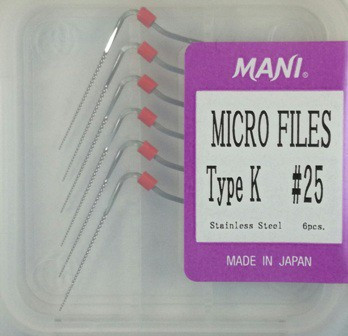 MANI®
MICRO FILES
Type K #25
Stainless Steel 6pcs.
MADE IN JAPAN